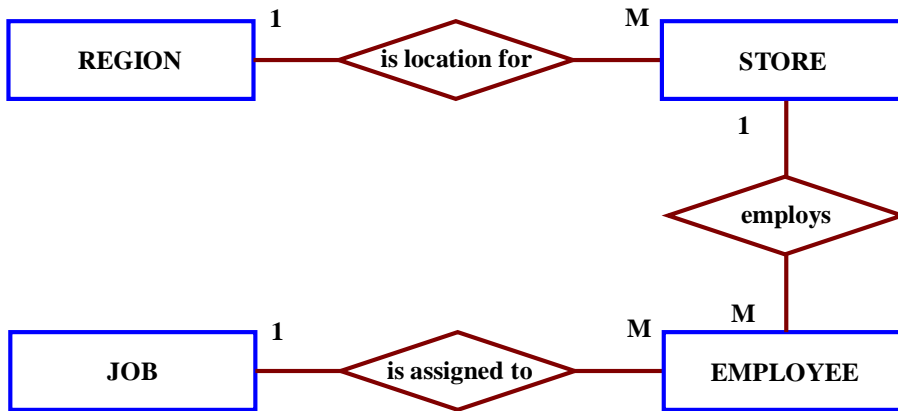 1 M
REGION is location for STORE
1
employs
1 M M
JOB is assigned to EMPLOYEE